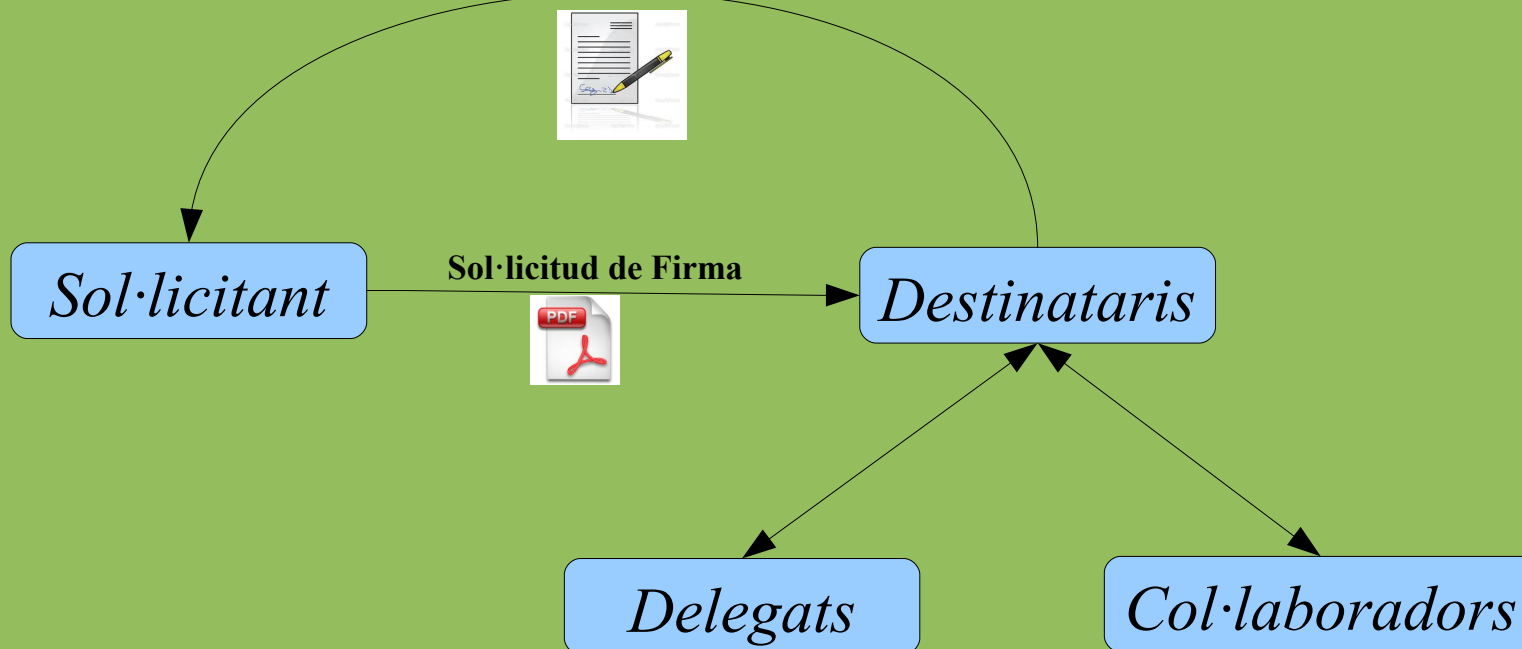 Sol·licitant
Sol·licitud de Firma
PDF
Destinataris
Delegats
Col·laboradors